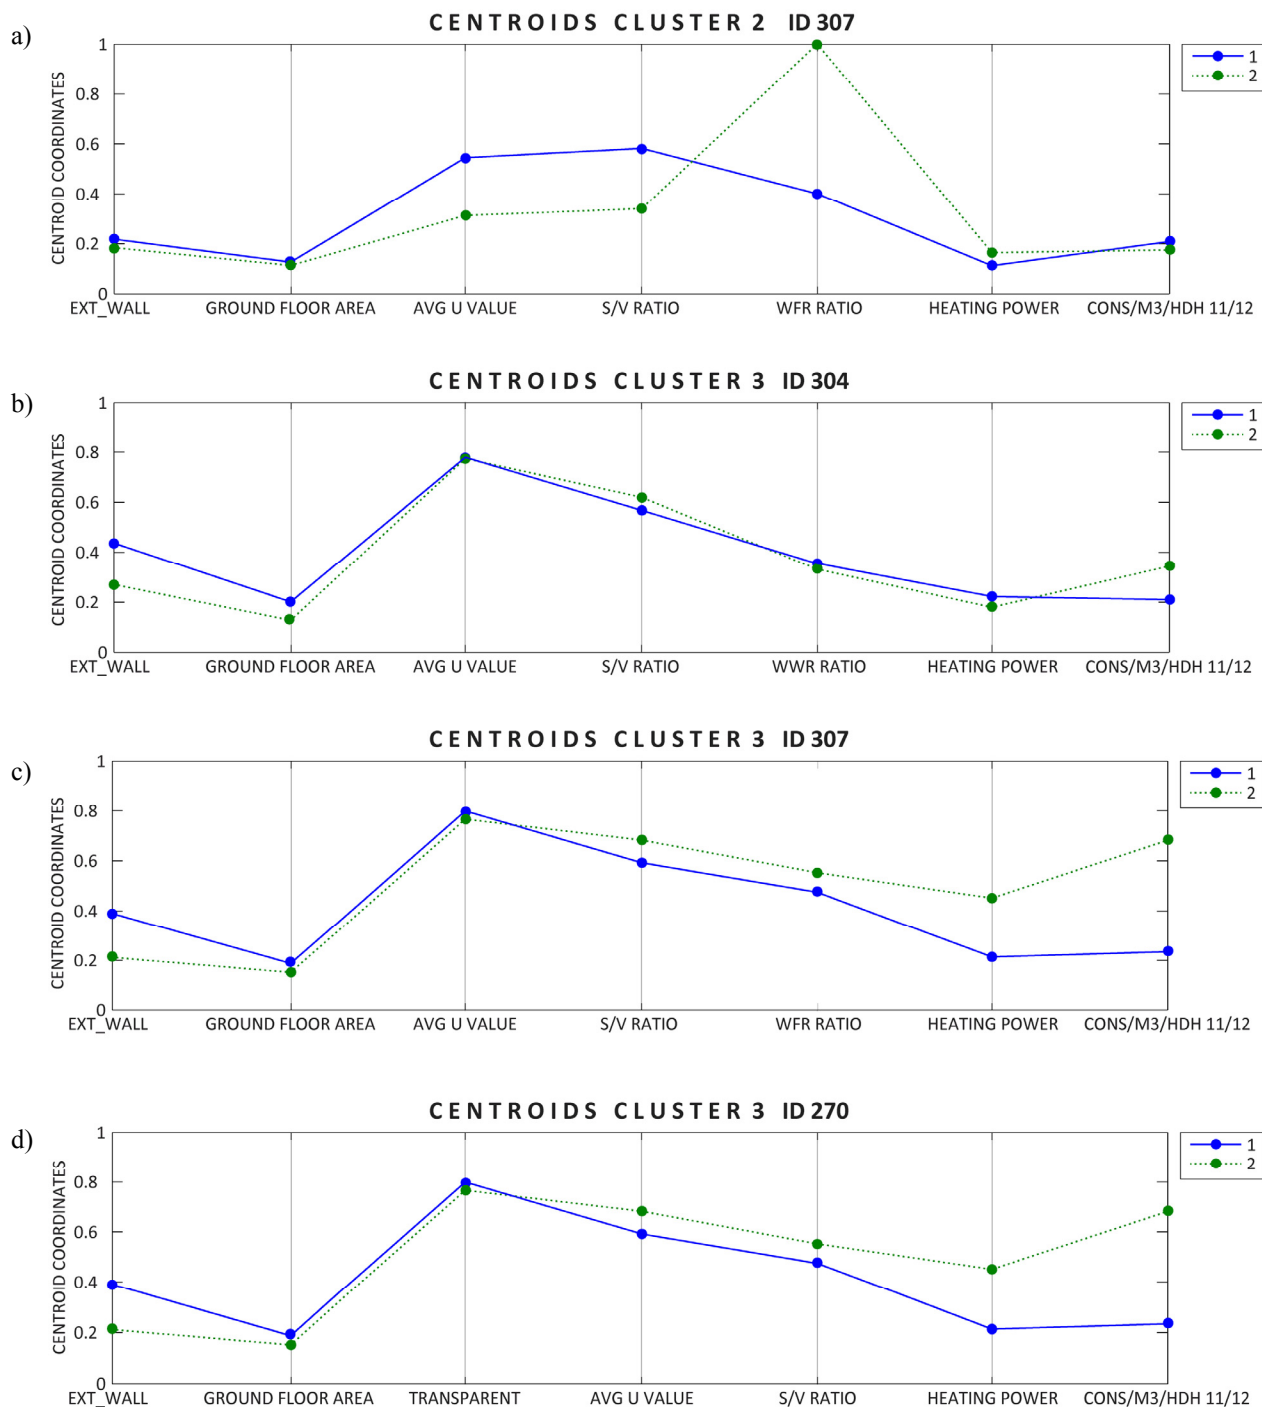 a)
CENTROIDS CLUSTER 2 ID 307
CENTROID COORDINATES
1
0.8
0.6
0.4
0.2
0
EXT_WALL GROUND FLOOR AREA AVG U VALUE S/V RATIO WFR RATIO HEATING POWER CONS/M3/HDH 11/12
1
2
b)
CENTROIDS CLUSTER 3 ID 304
CENTROID COORDINATES
1
0.8
0.6
0.4
0.2
0
EXT_WALL GROUND FLOOR AREA AVG U VALUE S/V RATIO WWR RATIO HEATING POWER CONS/M3/HDH 11/12
1
2
c)
CENTROIDS CLUSTER 3 ID 307
CENTROID COORDINATES
1
0.8
0.6
0.4
0.2
0
EXT_WALL GROUND FLOOR AREA AVG U VALUE S/V RATIO WFR RATIO HEATING POWER CONS/M3/HDH 11/12
1
2
d)
CENTROIDS CLUSTER 3 ID 270
CENTROID COORDINATES
1
0.8
0.6
0.4
0.2
0
EXT_WALL GROUND FLOOR AREA TRANSPARENT AVG U VALUE S/V RATIO HEATING POWER CONS/M3/HDH 11/12
1
2